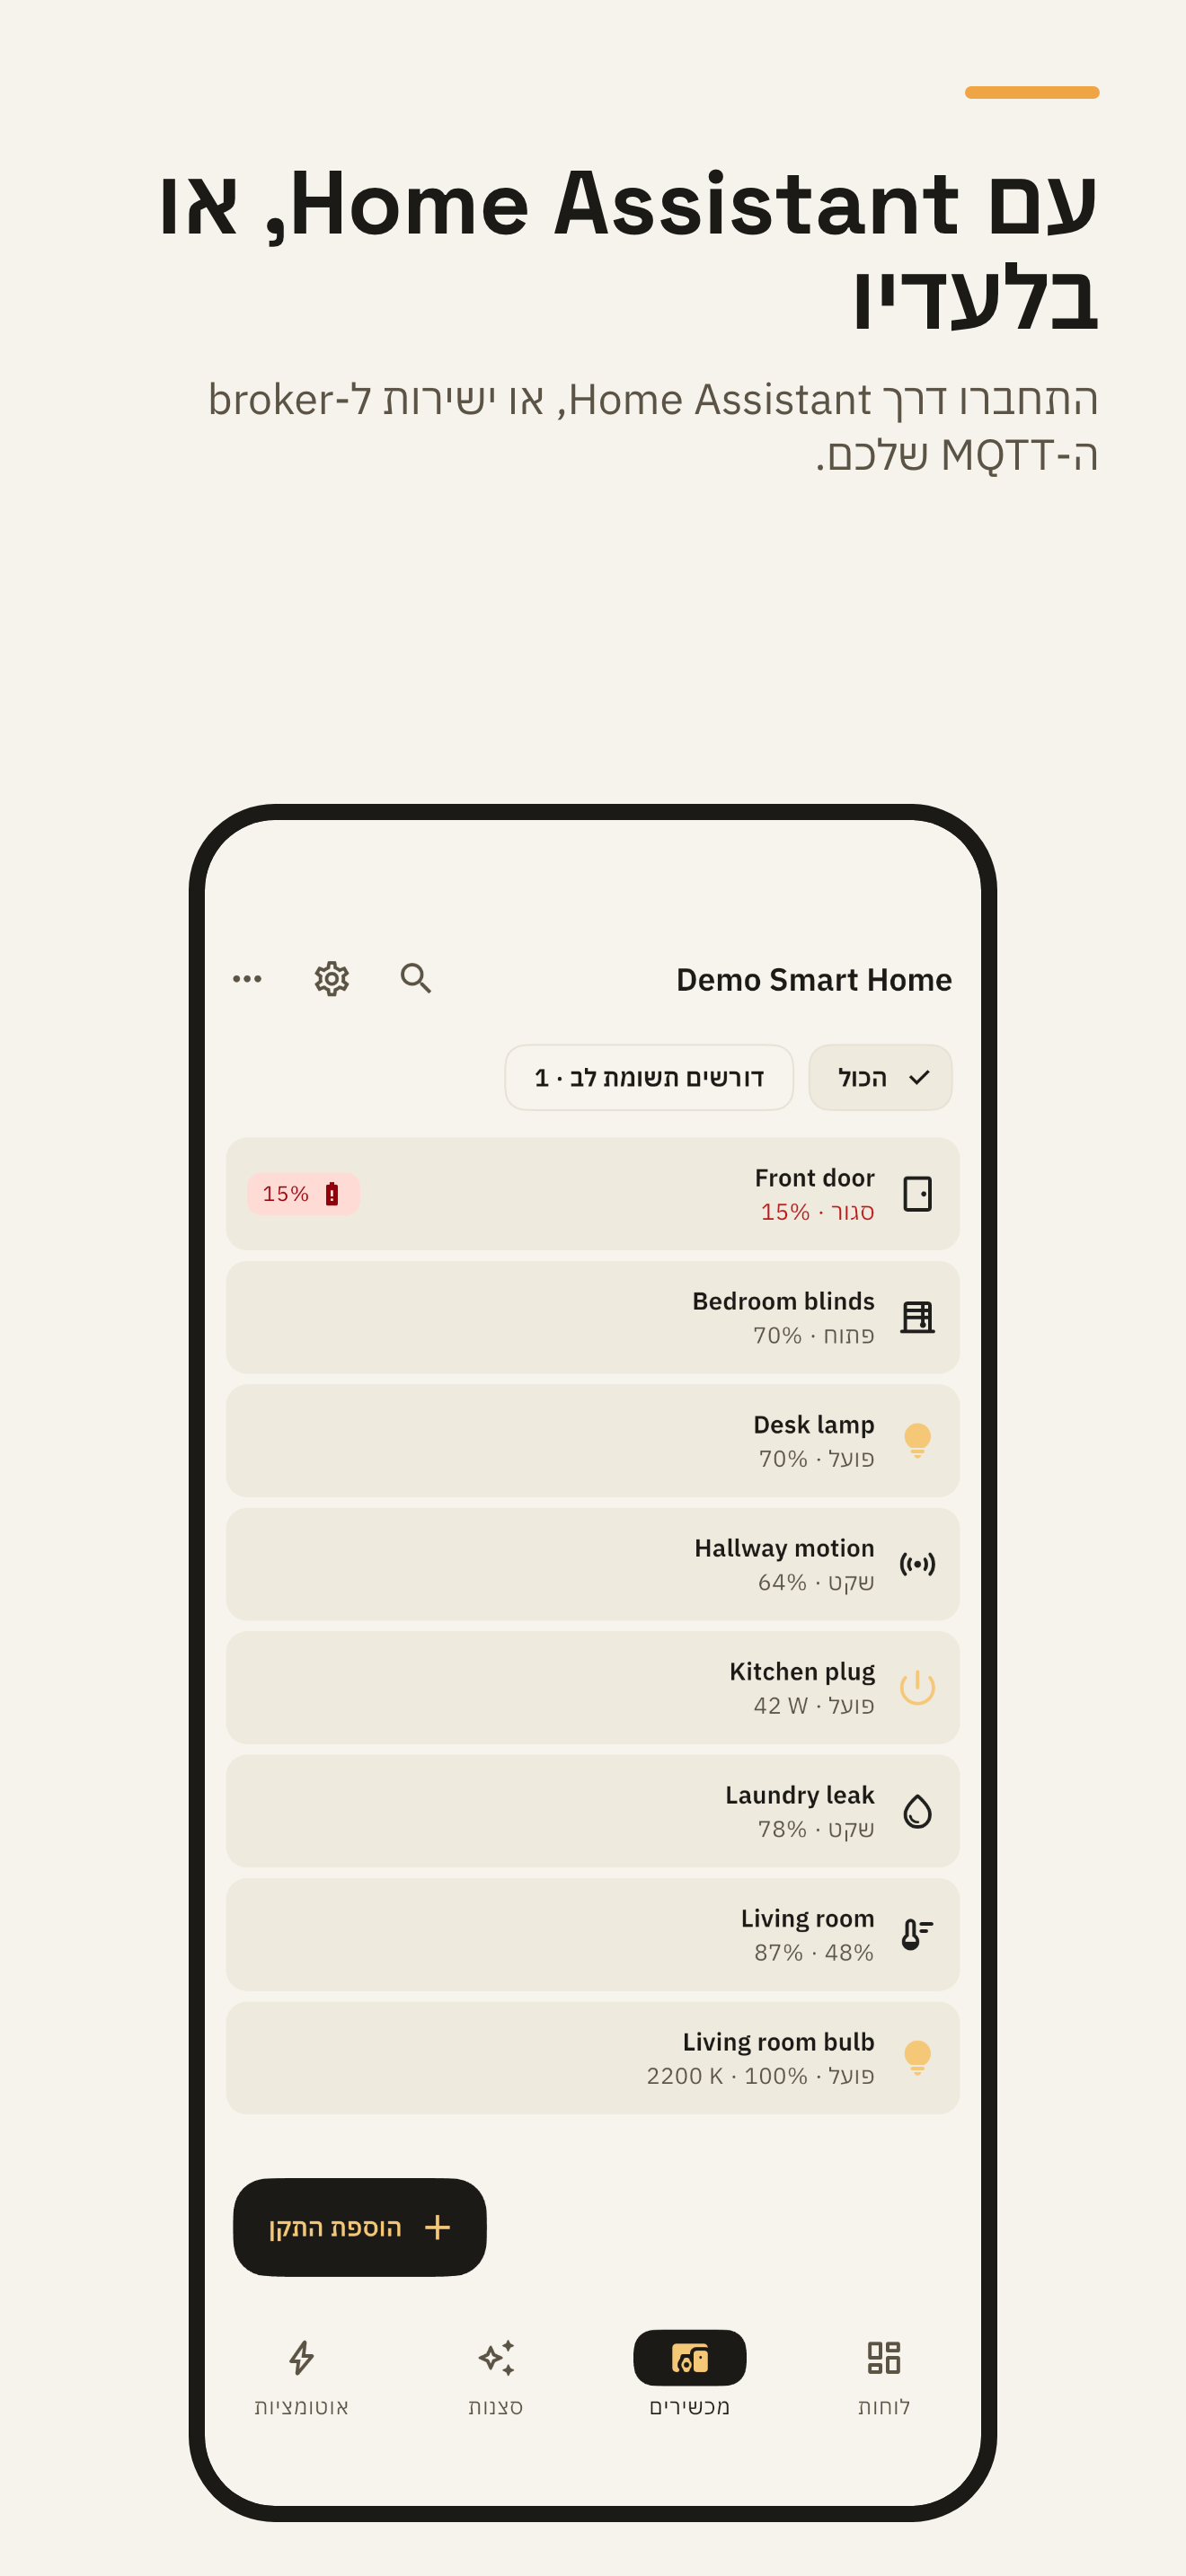 עם Home Assistant, או
בלעדיו
התחברו דרך Home Assistant, או ישירות ל-broker
ה-MQTT שלכם.
Demo Smart Home
הכול
דורשים תשומת לב · 1
Front door
סגור · 15%
15%
Bedroom blinds
פתוח · 70%
Desk lamp
פועל · 70%
Hallway motion
שקט · 64%
Kitchen plug
פועל · 42 W
Laundry leak
שקט · 78%
Living room
48% · 87%
Living room bulb
פועל · 100% · 2200 K
הוספת התקן
לוחות
מכשירים
סצנות
אוטומציות